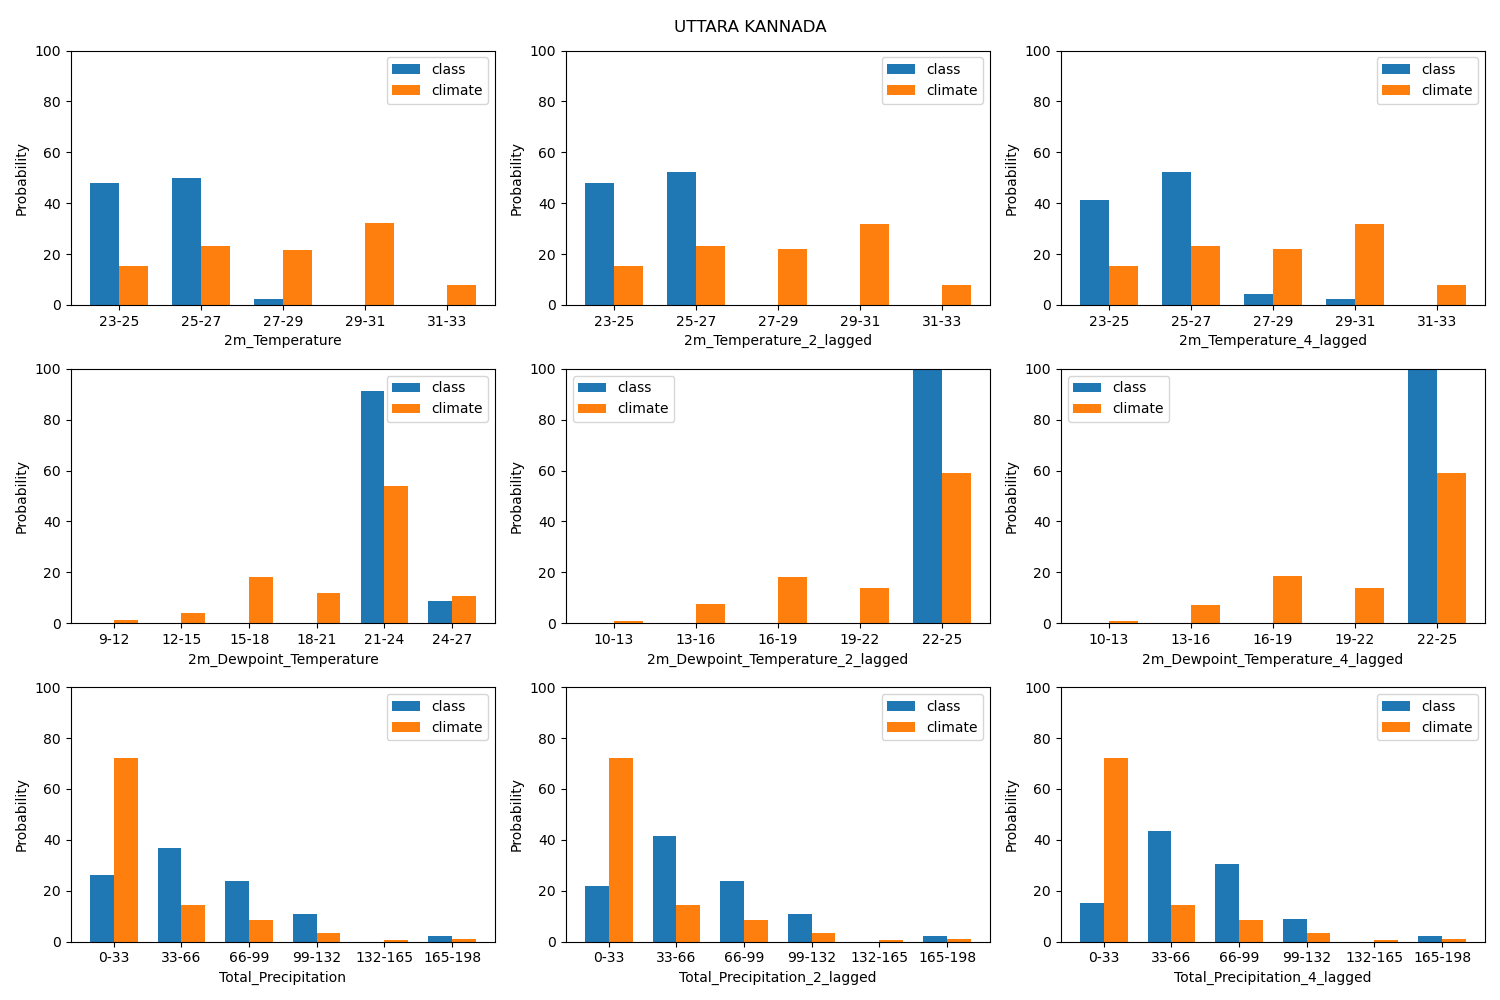 UTTARA KANNADA
100
80
60
40
20
0
Probability
class
climate
23-25 25-27 27-29 29-31 31-33
2m_Temperature
100
80
60
40
20
0
Probability
class
climate
23-25 25-27 27-29 29-31 31-33
2m_Temperature_2_lagged
100
80
60
40
20
0
Probability
class
climate
23-25 25-27 27-29 29-31 31-33
2m_Temperature_4_lagged
100
80
60
40
20
0
Probability
class
climate
9-12 12-15 15-18 18-21 21-24 24-27
2m_Dewpoint_Temperature
100
80
60
40
20
0
Probability
class
climate
10-13 13-16 16-19 19-22 22-25
2m_Dewpoint_Temperature_2_lagged
100
80
60
40
20
0
Probability
class
climate
10-13 13-16 16-19 19-22 22-25
2m_Dewpoint_Temperature_4_lagged
100
80
60
40
20
0
Probability
class
climate
0-33 33-66 66-99 99-132 132-165 165-198
Total_Precipitation
100
80
60
40
20
0
Probability
class
climate
0-33 33-66 66-99 99-132 132-165 165-198
Total_Precipitation_2_lagged
100
80
60
40
20
0
Probability
class
climate
0-33 33-66 66-99 99-132 132-165 165-198
Total_Precipitation_4_lagged